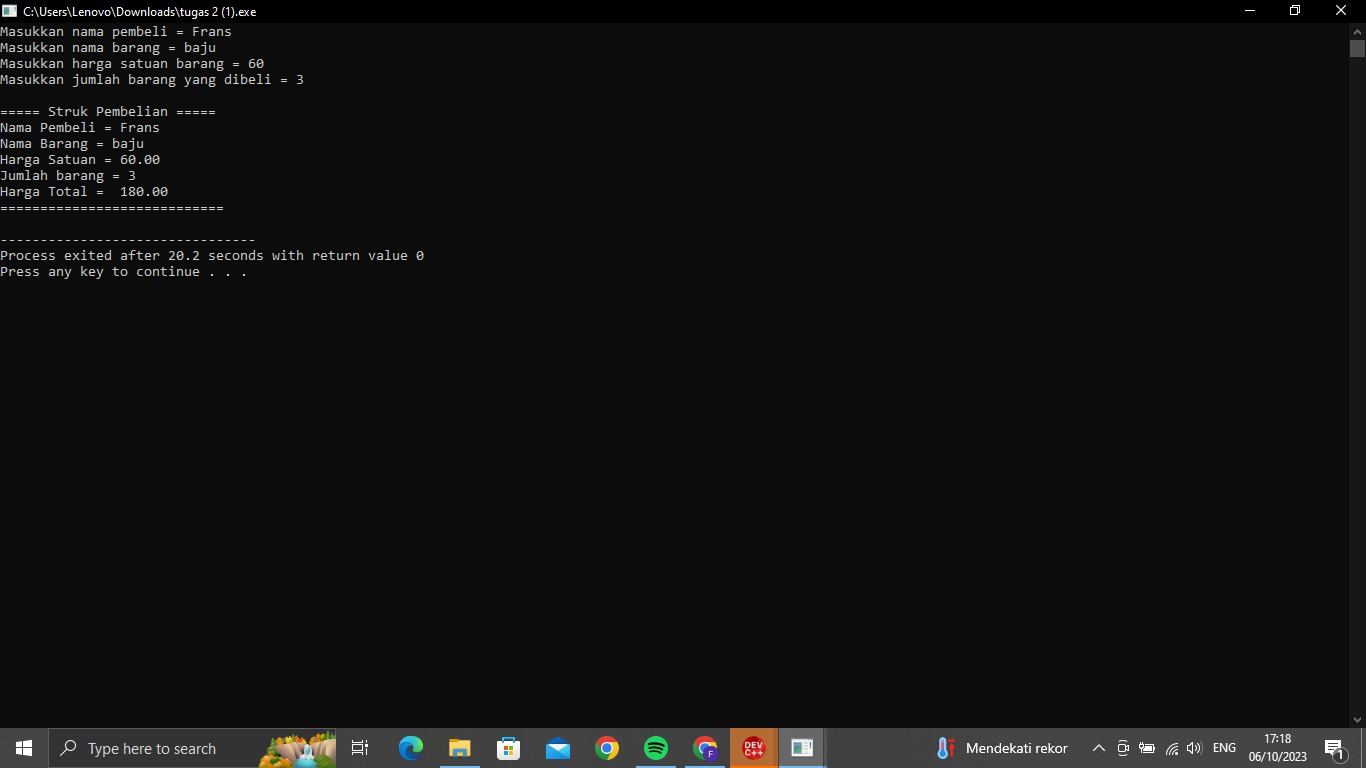 C:\Users\Lenovo\Downloads\tugas 2 (1).exe
Masukkan nama pembeli = Frans
Masukkan nama barang = baju
Masukkan harga satuan barang = 60
Masukkan jumlah barang yang dibeli = 3
===== Struk Pembelian =====
Nama Pembeli = Frans
Nama Barang = baju
Harga Satuan = 60.00
Jumlah barang = 3
Harga Total =  180.00
============================
--------------------------------
Process exited after 20.2 seconds with return value 0
Press any key to continue . . .
Type here to search
DEV C++
F
Mendekati rekor
ENG
17:18
06/10/2023
1